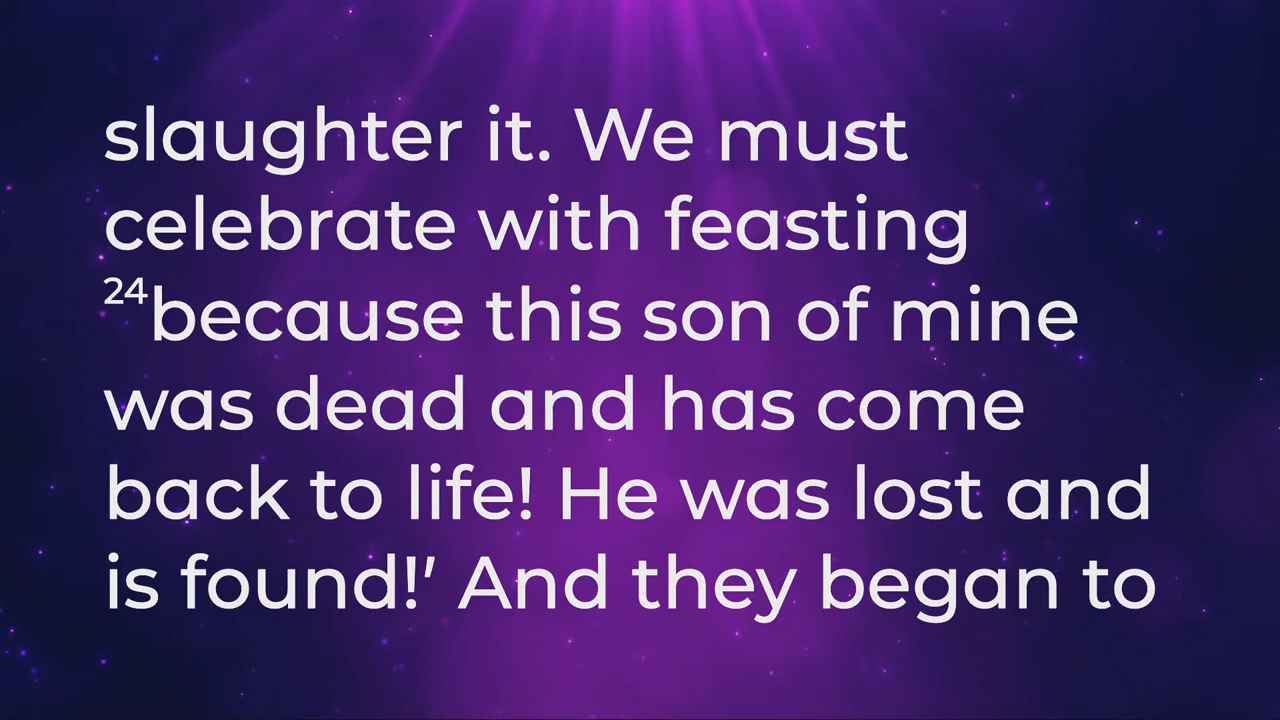 slaughter it. We must
celebrate with feasting
²⁴because this son of mine
was dead and has come
back to life! He was lost and
is found!’ And they began to